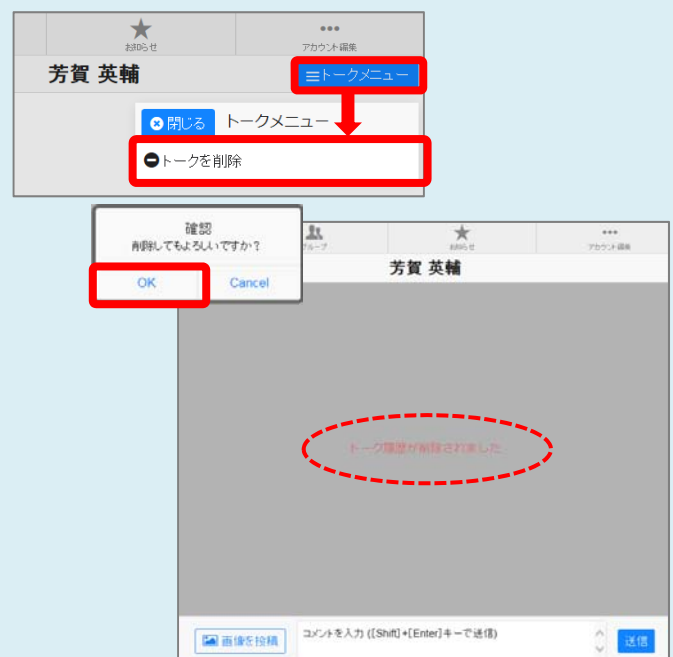 お知らせ
アカウント編集
芳賀 英輔
トークメニュー
閉じる
トークメニュー
トークを削除
確認
削除してもよろしいですか?
OK
Cancel
グループ
お知らせ
アカウント編集
芳賀 英輔
トーク履歴が削除されました
画像を投稿
コメントを入力 ([Shift]+[Enter]キーで送信)
送信